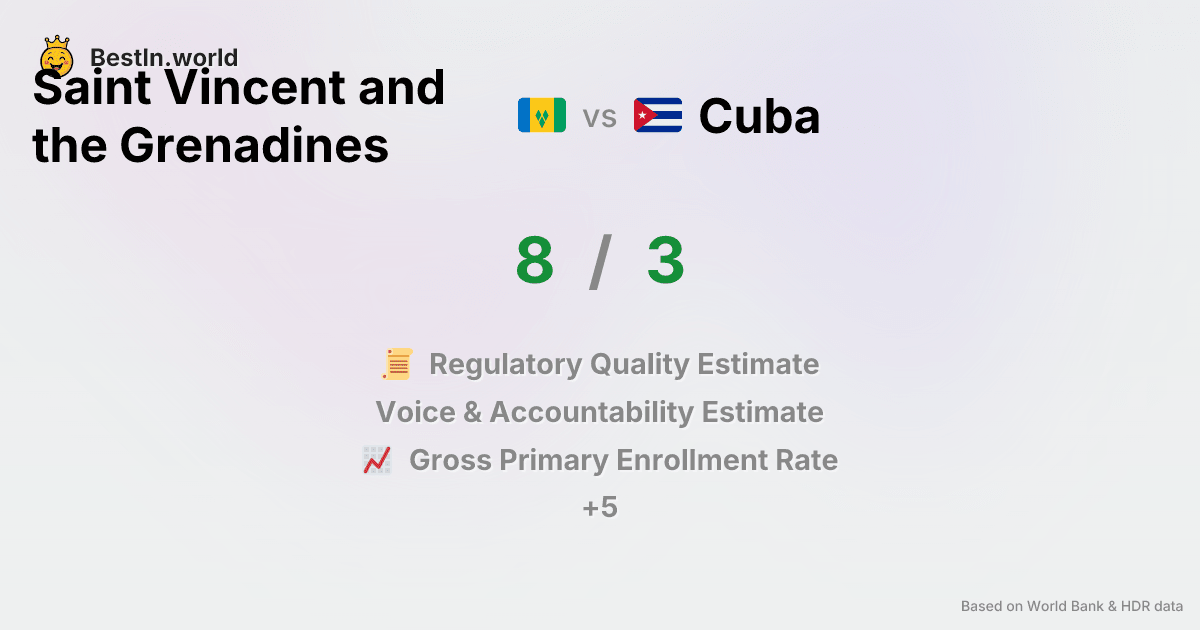 BestIn.world
Saint Vincent and
the Grenadines
vs
Cuba
8 / 3
Regulatory Quality Estimate
Voice & Accountability Estimate
Gross Primary Enrollment Rate
+5
Based on World Bank & HDR data